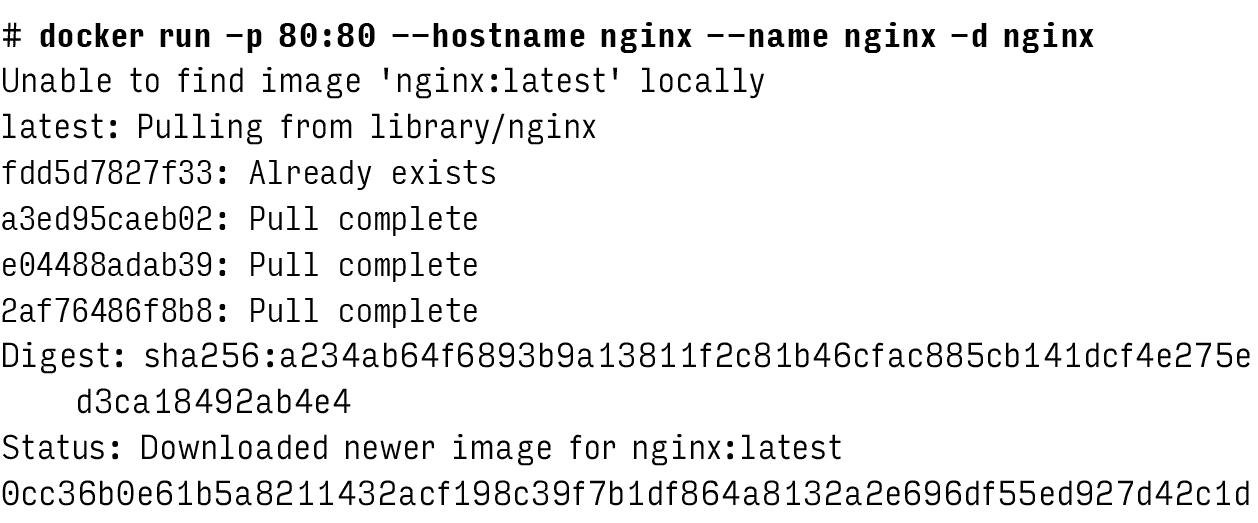 # docker run -p 80:80 --hostname nginx --name nginx -d nginx
Unable to find image 'nginx:latest' locally
latest: Pulling from library/nginx
fdd5d7827f33: Already exists
a3ed95caeb02: Pull complete
e04488adab39: Pull complete
2af76486f8b8: Pull complete
Digest: sha256:a234ab64f6893b9a13811f2c81b46cfac885cb141dcf4e275e
d3ca18492ab4e4
Status: Downloaded newer image for nginx:latest
0cc36b0e61b5a8211432acf198c39f7b1df864a8132a2e696df55ed927d42c1d